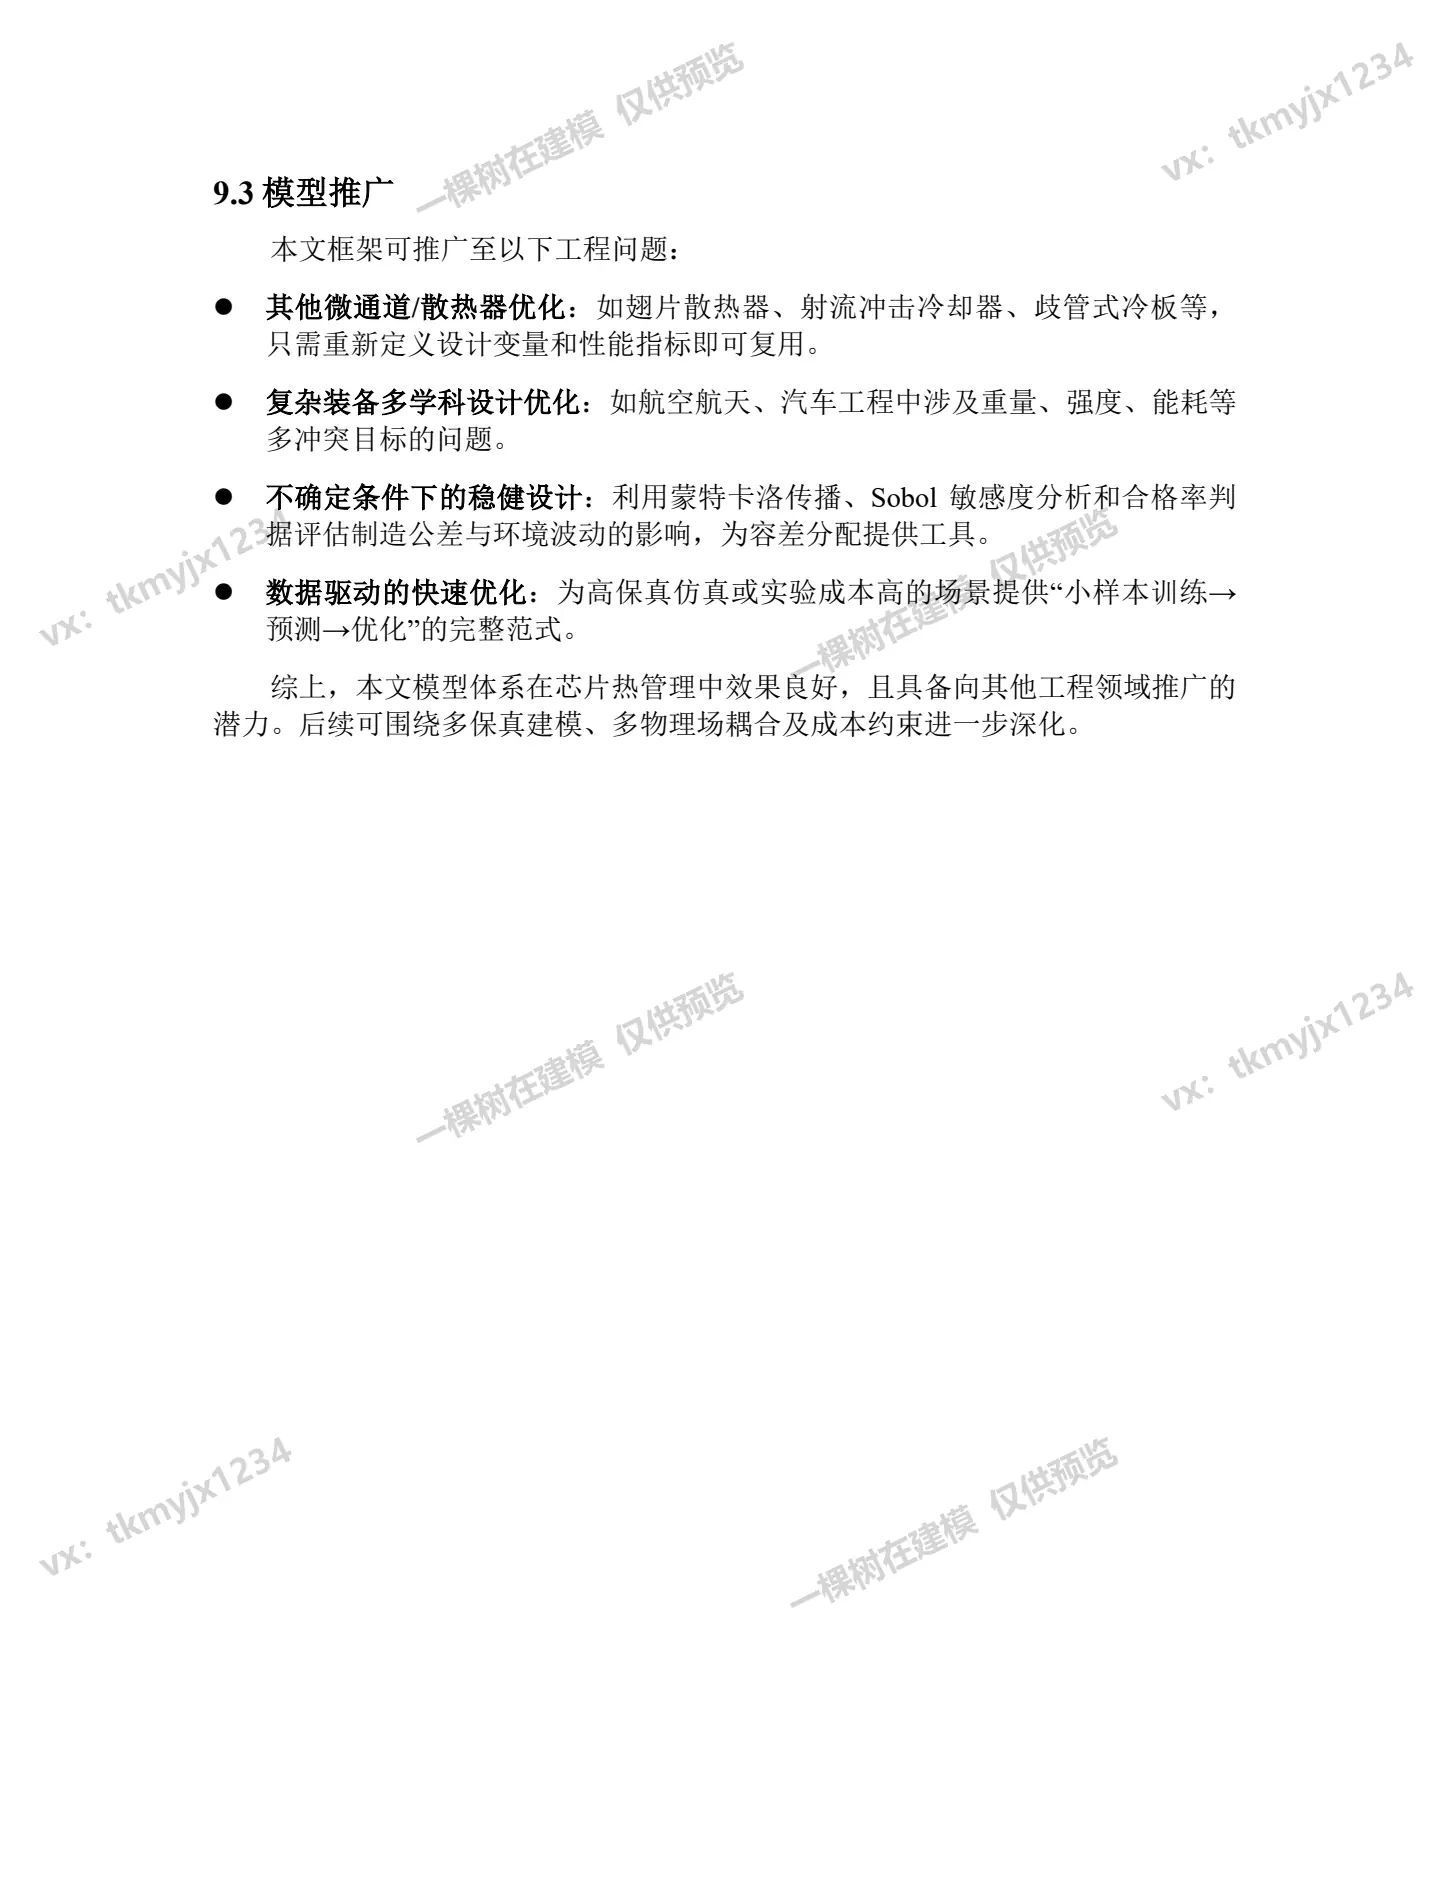 一棵树在建模 仅供预览
vx: tkmyjx1234
9.3 模型推广
本文框架可推广至以下工程问题：
● 其他微通道/散热器优化：如翅片散热器、射流冲击冷却器、歧管式冷板等，
只需重新定义设计变量和性能指标即可复用。
● 复杂装备多学科设计优化：如航空航天、汽车工程中涉及重量、强度、能耗等
多冲突目标的问题。
● 不确定条件下的稳健设计：利用蒙特卡洛传播、Sobol 敏感度分析和合格率判
据评估制造公差与环境波动的影响，为容差分配提供工具。
vx: tkmyjx1234
一棵树在建模 仅供预览
● 数据驱动的快速优化：为高保真仿真或实验成本高的场景提供“小样本训练→
预测→优化”的完整范式。
综上，本文模型体系在芯片热管理中效果良好，且具备向其他工程领域推广的
潜力。后续可围绕多保真建模、多物理场耦合及成本约束进一步深化。
一棵树在建模 仅供预览
vx: tkmyjx1234
vx: tkmyjx1234
一棵树在建模 仅供预览